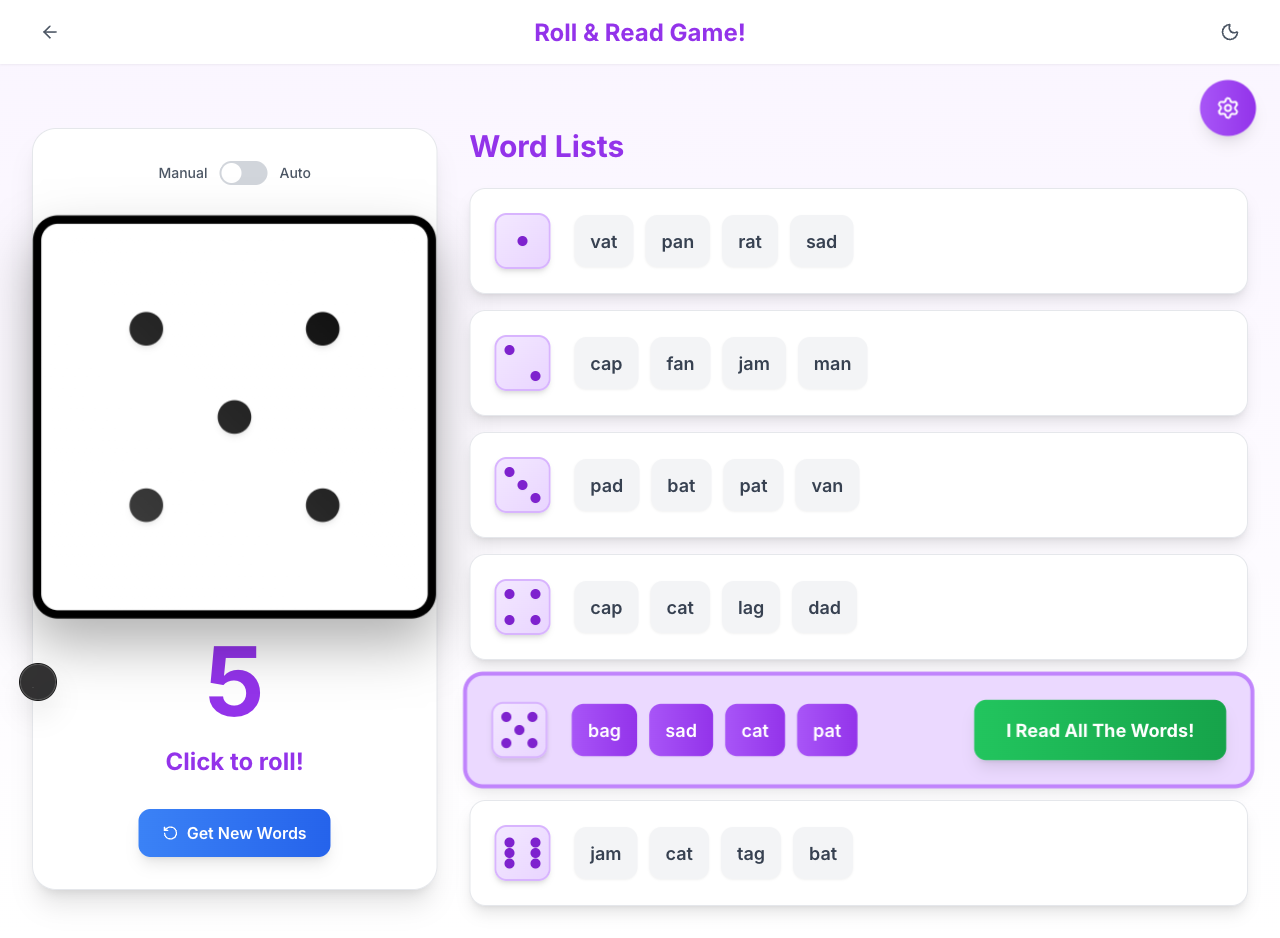 Roll & Read Game!
Manual Auto
5
Click to roll!
Get New Words
Word Lists
vat pan rat sad
cap fan jam man
pad bat pat van
cap cat lag dad
bag sad cat pat I Read All The Words!
jam cat tag bat